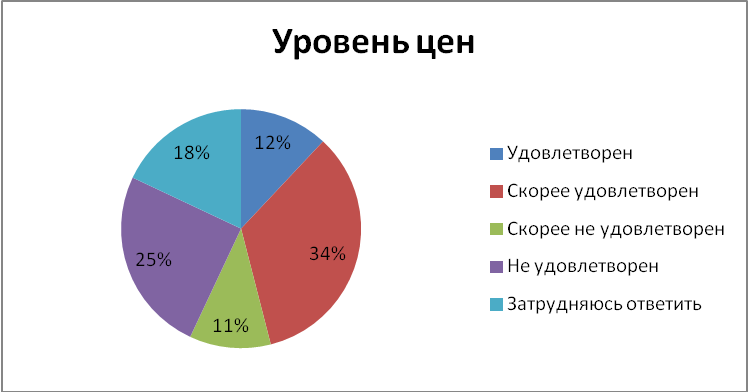 Уровень цен
12%
34%
11%
25%
18%
Удовлетворен
Скорее удовлетворен
Скорее не удовлетворен
Не удовлетворен
Затрудняюсь ответить